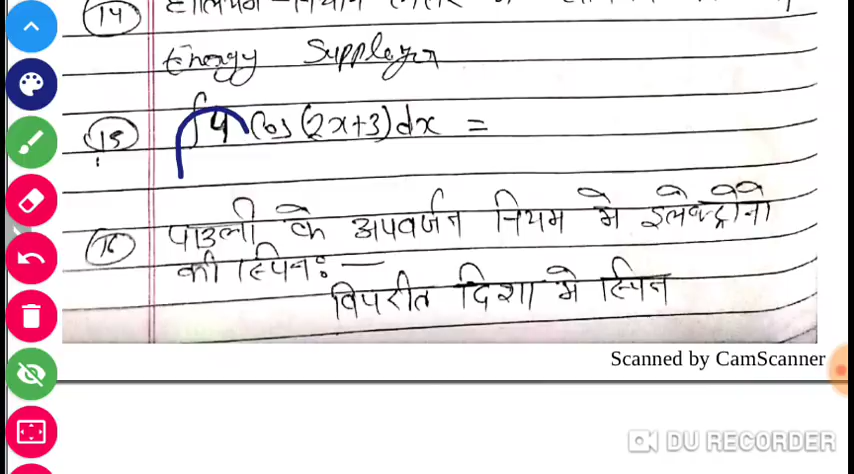 14
Energy Supployer
15 ∫4 Cos (2x+3) dx =
16 पाउली के अपवर्जन नियम मे इलेक्ट्रोनो
की स्पिन: —
विपरीत दिशा मे स्पिन
Scanned by CamScanner
DU RECORDER